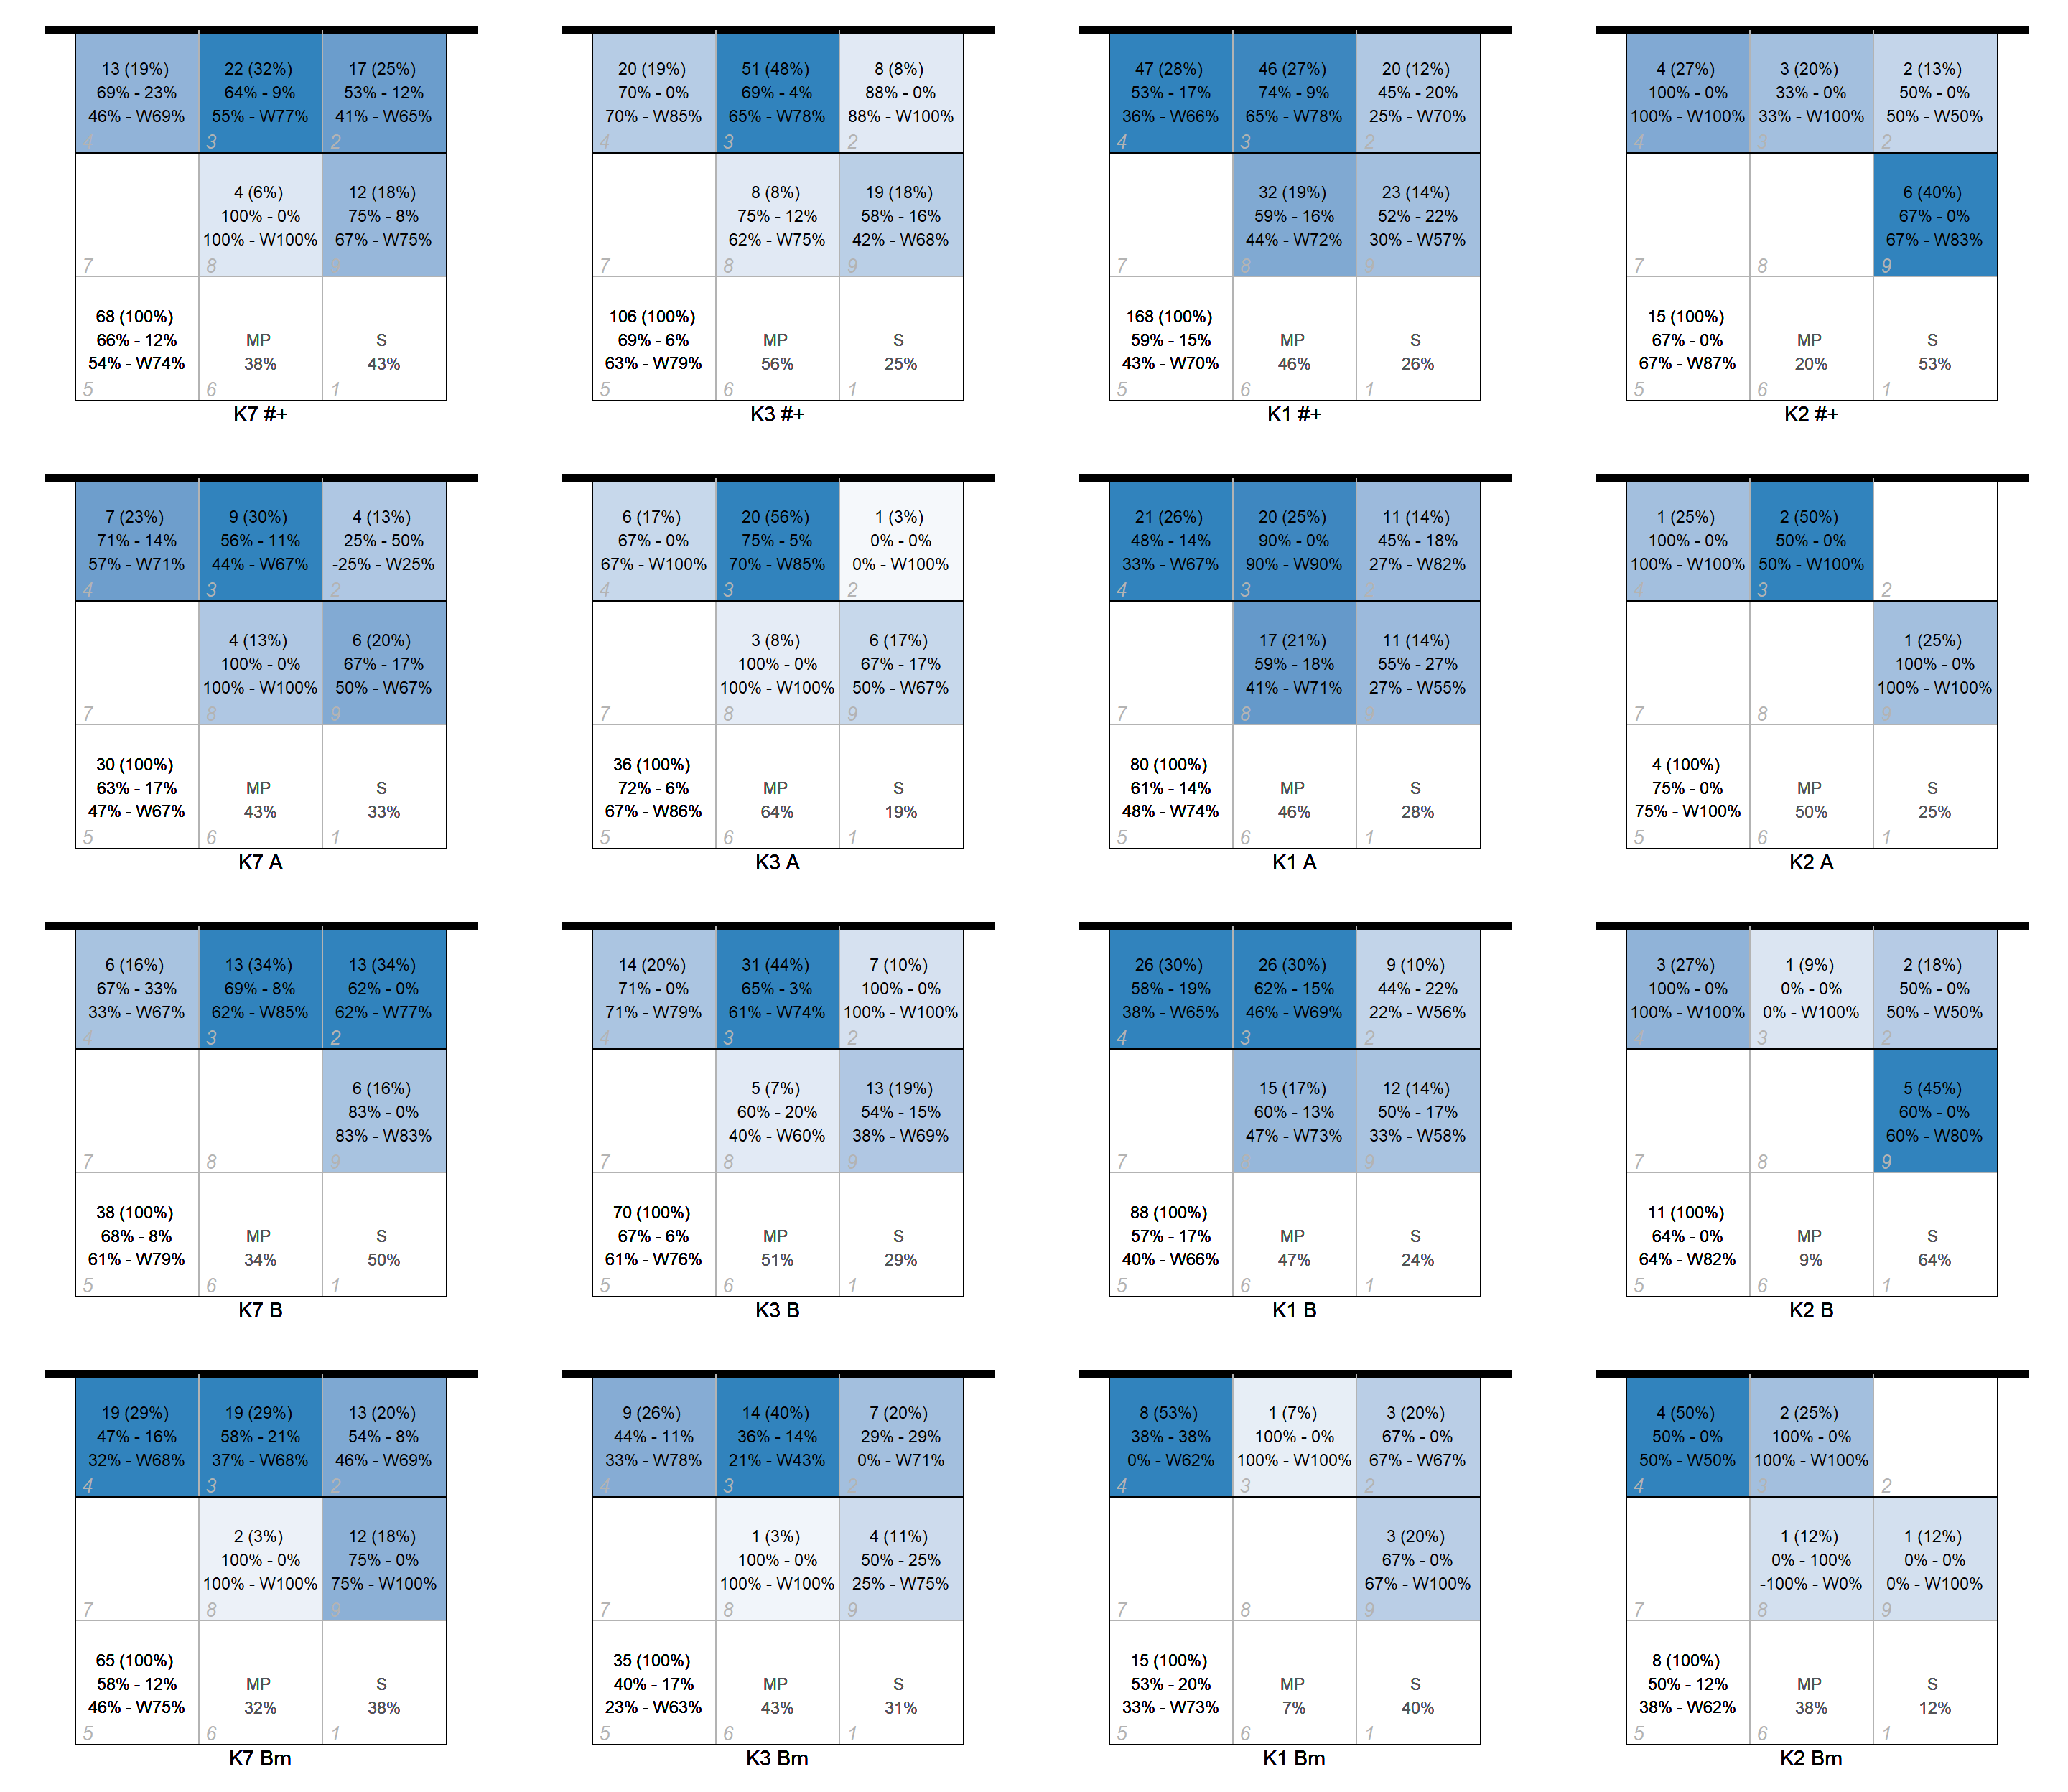 13 (19%)
69% - 23%
46% - W69%
4
22 (32%)
64% - 9%
55% - W77%
3
17 (25%)
53% - 12%
41% - W65%
2
7
4 (6%)
100% - 0%
100% - W100%
8
12 (18%)
75% - 8%
67% - W75%
9
68 (100%)
66% - 12%
54% - W74%
5
MP
38%
6
S
43%
1
K7 #+
20 (19%)
70% - 0%
70% - W85%
4
51 (48%)
69% - 4%
65% - W78%
3
8 (8%)
88% - 0%
88% - W100%
2
7
8 (8%)
75% - 12%
62% - W75%
8
19 (18%)
58% - 16%
42% - W68%
9
106 (100%)
69% - 6%
63% - W79%
5
MP
56%
6
S
25%
1
K3 #+
47 (28%)
53% - 17%
36% - W66%
4
46 (27%)
74% - 9%
65% - W78%
3
20 (12%)
45% - 20%
25% - W70%
2
7
32 (19%)
59% - 16%
44% - W72%
8
23 (14%)
52% - 22%
30% - W57%
9
168 (100%)
59% - 15%
43% - W70%
5
MP
46%
6
S
26%
1
K1 #+
4 (27%)
100% - 0%
100% - W100%
4
3 (20%)
33% - 0%
33% - W100%
3
2 (13%)
50% - 0%
50% - W50%
2
7
8
6 (40%)
67% - 0%
67% - W83%
9
15 (100%)
67% - 0%
67% - W87%
5
MP
20%
6
S
53%
1
K2 #+
7 (23%)
71% - 14%
57% - W71%
4
9 (30%)
56% - 11%
44% - W67%
3
4 (13%)
25% - 50%
-25% - W25%
2
7
4 (13%)
100% - 0%
100% - W100%
8
6 (20%)
67% - 17%
50% - W67%
9
30 (100%)
63% - 17%
47% - W67%
5
MP
43%
6
S
33%
1
K7 A
6 (17%)
67% - 0%
67% - W100%
4
20 (56%)
75% - 5%
70% - W85%
3
1 (3%)
0% - 0%
0% - W100%
2
7
3 (8%)
100% - 0%
100% - W100%
8
6 (17%)
67% - 17%
50% - W67%
9
36 (100%)
72% - 6%
67% - W86%
5
MP
64%
6
S
19%
1
K3 A
21 (26%)
48% - 14%
33% - W67%
4
20 (25%)
90% - 0%
90% - W90%
3
11 (14%)
45% - 18%
27% - W82%
2
7
17 (21%)
59% - 18%
41% - W71%
8
11 (14%)
55% - 27%
27% - W55%
9
80 (100%)
61% - 14%
48% - W74%
5
MP
46%
6
S
28%
1
K1 A
1 (25%)
100% - 0%
100% - W100%
4
2 (50%)
50% - 0%
50% - W100%
3
2
7
8
1 (25%)
100% - 0%
100% - W100%
9
4 (100%)
75% - 0%
75% - W100%
5
MP
50%
6
S
25%
1
K2 A
6 (16%)
67% - 33%
33% - W67%
4
13 (34%)
69% - 8%
62% - W85%
3
13 (34%)
62% - 0%
62% - W77%
2
7
8
6 (16%)
83% - 0%
83% - W83%
9
38 (100%)
68% - 8%
61% - W79%
5
MP
34%
6
S
50%
1
K7 B
14 (20%)
71% - 0%
71% - W79%
4
31 (44%)
65% - 3%
61% - W74%
3
7 (10%)
100% - 0%
100% - W100%
2
7
5 (7%)
60% - 20%
40% - W60%
8
13 (19%)
54% - 15%
38% - W69%
9
70 (100%)
67% - 6%
61% - W76%
5
MP
51%
6
S
29%
1
K3 B
26 (30%)
58% - 19%
38% - W65%
4
26 (30%)
62% - 15%
46% - W69%
3
9 (10%)
44% - 22%
22% - W56%
2
7
15 (17%)
60% - 13%
47% - W73%
8
12 (14%)
50% - 17%
33% - W58%
9
88 (100%)
57% - 17%
40% - W66%
5
MP
47%
6
S
24%
1
K1 B
3 (27%)
100% - 0%
100% - W100%
4
1 (9%)
0% - 0%
0% - W100%
3
2 (18%)
50% - 0%
50% - W50%
2
7
8
5 (45%)
60% - 0%
60% - W80%
9
11 (100%)
64% - 0%
64% - W82%
5
MP
9%
6
S
64%
1
K2 B
19 (29%)
47% - 16%
32% - W68%
4
19 (29%)
58% - 21%
37% - W68%
3
13 (20%)
54% - 8%
46% - W69%
2
7
2 (3%)
100% - 0%
100% - W100%
8
12 (18%)
75% - 0%
75% - W100%
9
65 (100%)
58% - 12%
46% - W75%
5
MP
32%
6
S
38%
1
K7 Bm
9 (26%)
44% - 11%
33% - W78%
4
14 (40%)
36% - 14%
21% - W43%
3
7 (20%)
29% - 29%
0% - W71%
2
7
1 (3%)
100% - 0%
100% - W100%
8
4 (11%)
50% - 25%
25% - W75%
9
35 (100%)
40% - 17%
23% - W63%
5
MP
43%
6
S
31%
1
K3 Bm
8 (53%)
38% - 38%
0% - W62%
4
1 (7%)
100% - 0%
100% - W100%
3
3 (20%)
67% - 0%
67% - W67%
2
7
8
3 (20%)
67% - 0%
67% - W100%
9
15 (100%)
53% - 20%
33% - W73%
5
MP
7%
6
S
40%
1
K1 Bm
4 (50%)
50% - 0%
50% - W50%
4
2 (25%)
100% - 0%
100% - W100%
3
2
7
1 (12%)
0% - 100%
-100% - W0%
8
1 (12%)
0% - 0%
0% - W100%
9
8 (100%)
50% - 12%
38% - W62%
5
MP
38%
6
S
12%
1
K2 Bm